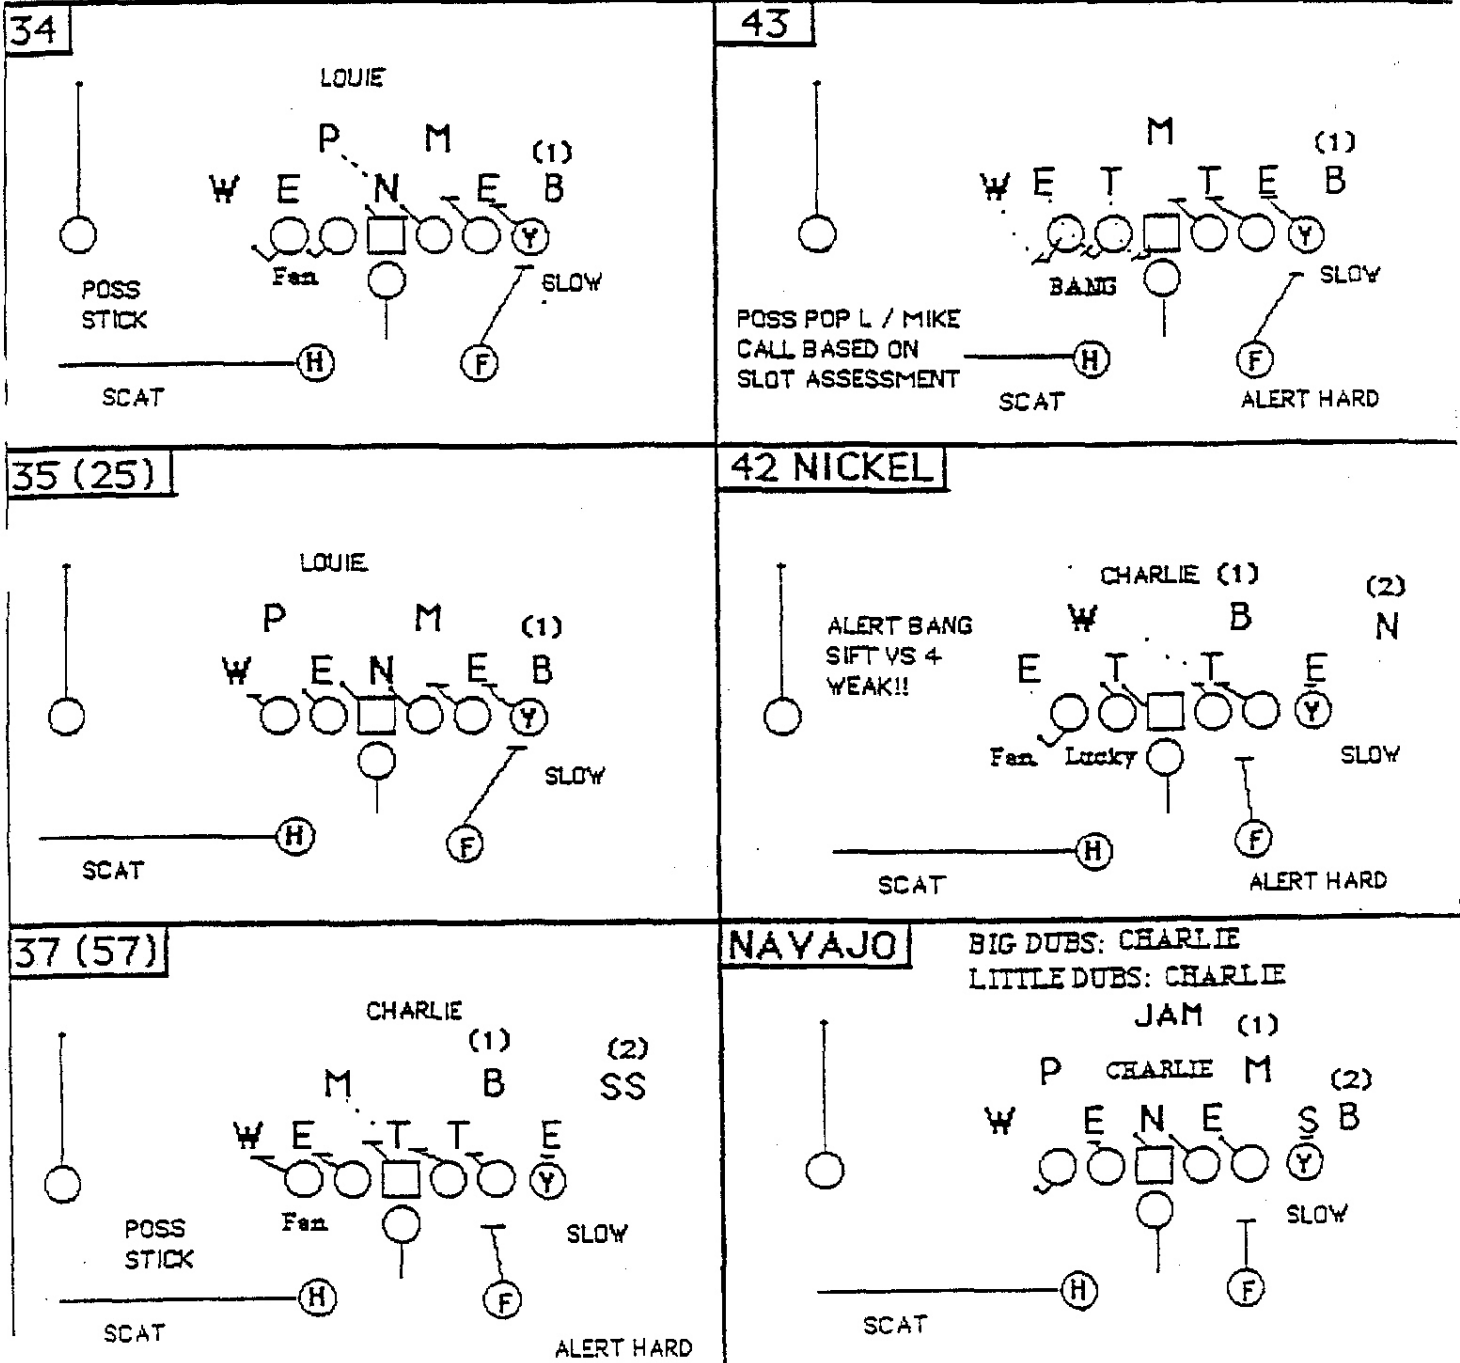 34
LOUIE
P M (1)
W E N E B
Y
Fan SLOW
POSS
STICK
H F
SCAT
43
M (1)
W E T T E B
Y
BANG SLOW
POSS POP L / MIKE
CALL BASED ON
SLOT ASSESSMENT
H F
SCAT ALERT HARD
35 (25)
LOUIE
P M (1)
W E N E B
Y
SLOW
H F
SCAT
42 NICKEL
CHARLIE (1) (2)
W B N
ALERT BANG
SIFT VS 4
WEAK!!
E T T E
Y
Fan Lucky SLOW
H F
SCAT ALERT HARD
37 (57)
CHARLIE
(1) (2)
M B SS
W E T T E
Y
Fan SLOW
POSS
STICK
H F
SCAT ALERT HARD
NAVAJO
BIG DUBS: CHARLIE
LITTLE DUBS: CHARLIE
JAM (1)
P CHARLIE M (2)
W E N E S B
Y
SLOW
H F
SCAT